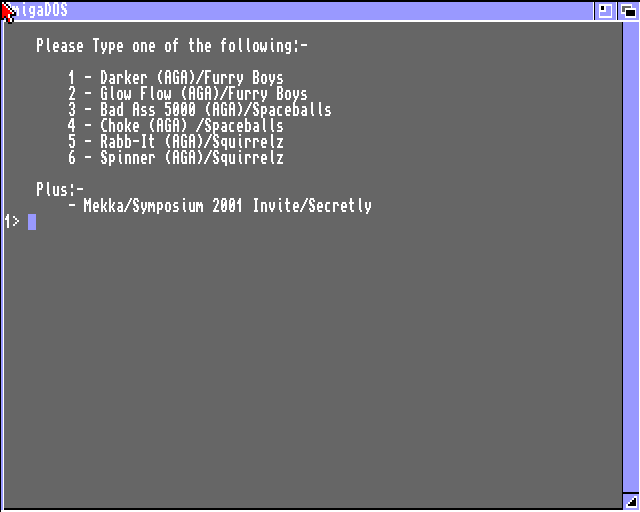 migaDOS
Please Type one of the following:-
1 - Darker (AGA)/Furry Boys
2 - Glow Flow (AGA)/Furry Boys
3 - Bad Ass 5000 (AGA)/Spaceballs
4 - Choke (AGA) /Spaceballs
5 - Rabb-It (AGA)/Squirrelz
6 - Spinner (AGA)/Squirrelz
Plus:-
- Mekka/Symposium 2001 Invite/Secretly
1>